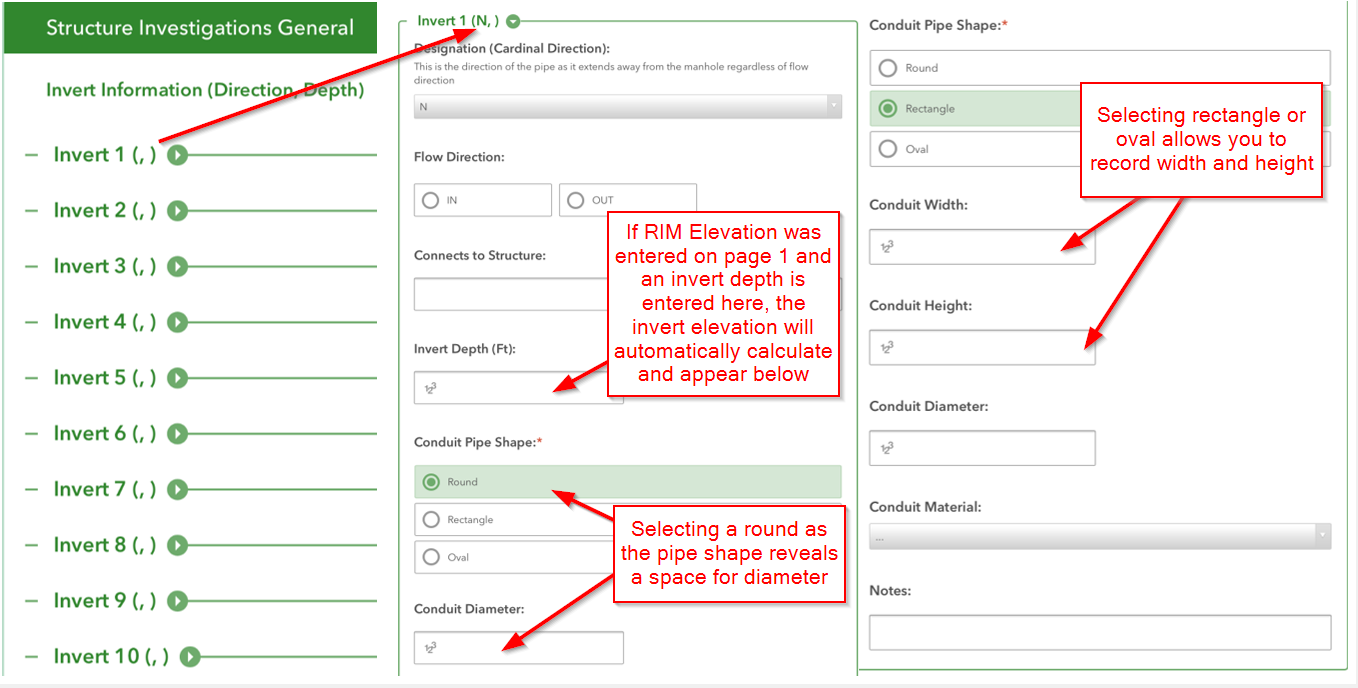 Structure Investigations General
Invert Information (Direction, Depth)
Invert 1 (, )
Invert 2 (, )
Invert 3 (, )
Invert 4 (, )
Invert 5 (, )
Invert 6 (, )
Invert 7 (, )
Invert 8 (, )
Invert 9 (, )
Invert 10 (, )
Invert 1 (N, )
Designation (Cardinal Direction):
This is the direction of the pipe as it extends away from the manhole regardless of flow
direction
N
Flow Direction:
IN
OUT
Connects to Structure:
If RIM Elevation was
entered on page 1 and
an invert depth is
entered here, the
invert elevation will
automatically calculate
and appear below
Invert Depth (Ft):
123
Conduit Pipe Shape:*
Round
Rectangle
Oval
Selecting a round as
the pipe shape reveals
a space for diameter
Conduit Diameter:
123
Conduit Pipe Shape:*
Round
Rectangle
Oval
Selecting rectangle or
oval allows you to
record width and height
Conduit Width:
123
Conduit Height:
123
Conduit Diameter:
123
Conduit Material:
...
Notes: